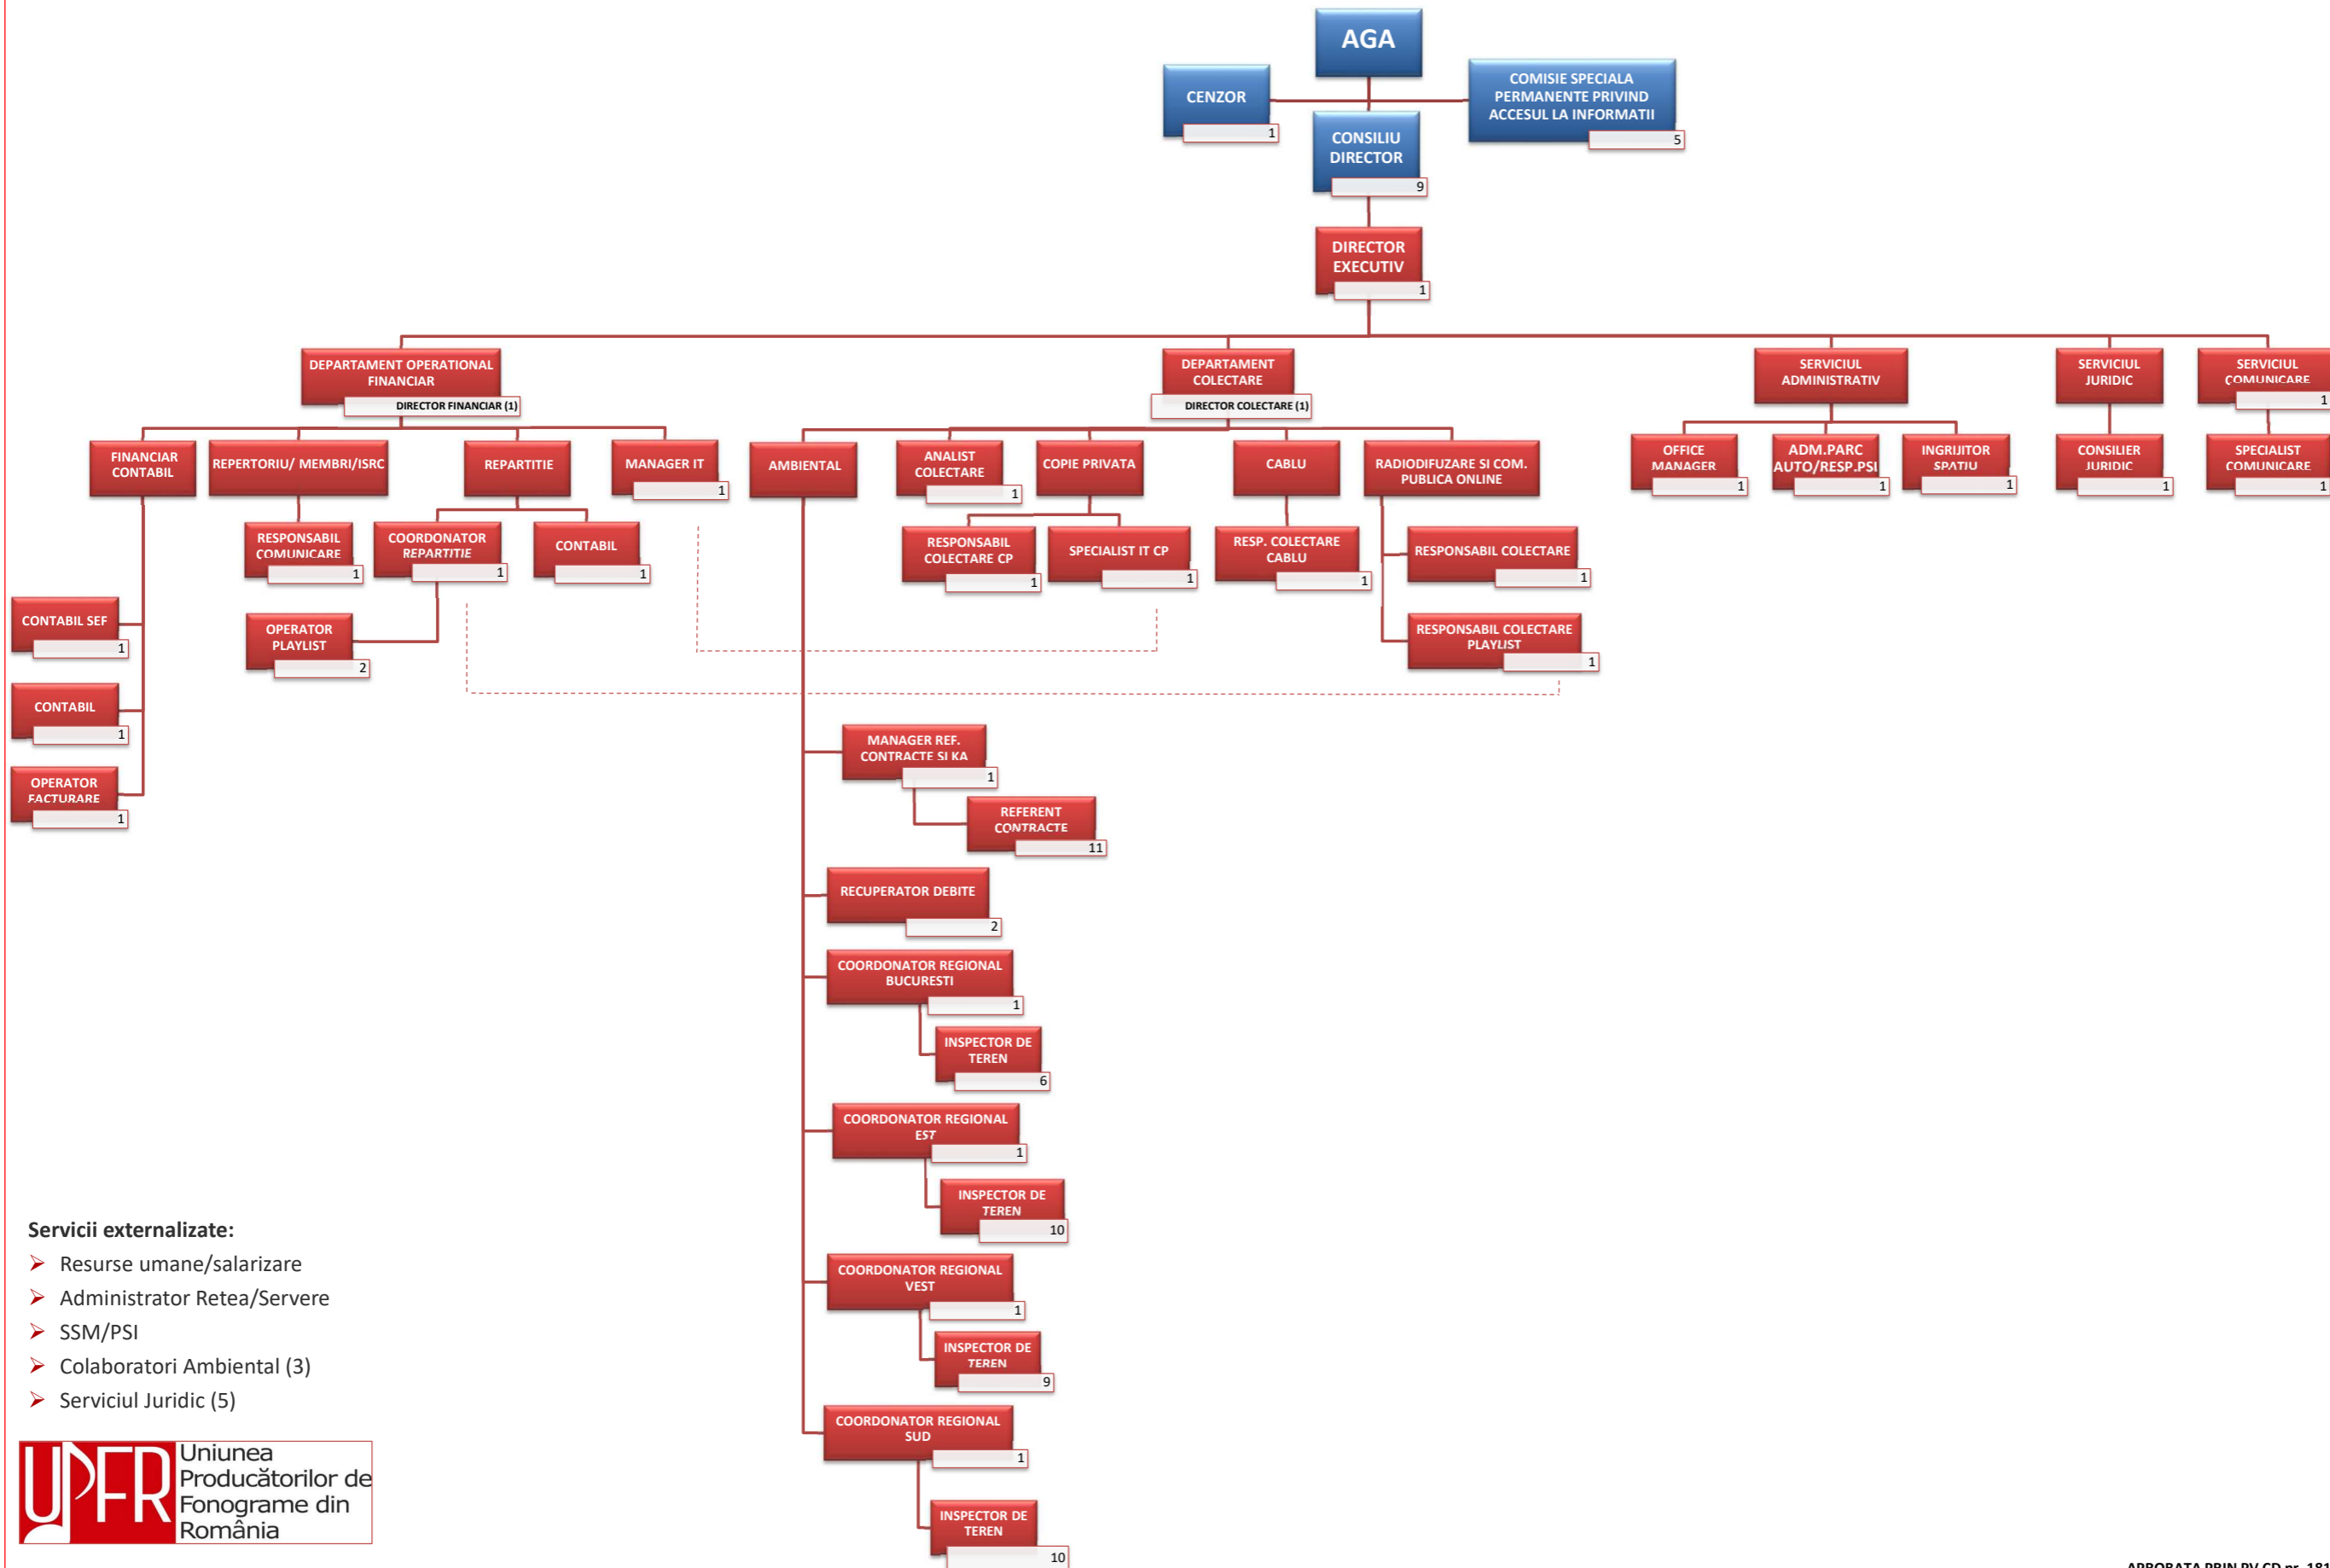 AGA
CENZOR
1
COMISIE SPECIALA
PERMANENTE PRIVIND
ACCESUL LA INFORMATII
5
CONSILIU
DIRECTOR
9
DIRECTOR
EXECUTIV
1
DEPARTAMENT OPERATIONAL
FINANCIAR
DIRECTOR FINANCIAR (1)
DEPARTAMENT
COLECTARE
DIRECTOR COLECTARE (1)
SERVICIUL
ADMINISTRATIV
SERVICIUL
JURIDIC
SERVICIUL
COMUNICARE
1
FINANCIAR
CONTABIL
REPERTORIU/ MEMBRI/ISRC
REPARTITIE
MANAGER IT
1
AMBIENTAL
ANALIST
COLECTARE
1
COPIE PRIVATA
CABLU
RADIODIFUZARE SI COM.
PUBLICA ONLINE
OFFICE
MANAGER
1
ADM.PARC
AUTO/RESP.PSI
1
INGRIJITOR
SPATIU
1
CONSILIER
JURIDIC
1
SPECIALIST
COMUNICARE
1
RESPONSABIL
COMUNICARE
1
COORDONATOR
REPARTITIE
1
CONTABIL
1
RESPONSABIL
COLECTARE CP
1
SPECIALIST IT CP
1
RESP. COLECTARE
CABLU
1
RESPONSABIL COLECTARE
1
CONTABIL SEF
1
OPERATOR
PLAYLIST
2
RESPONSABIL COLECTARE
PLAYLIST
1
CONTABIL
1
OPERATOR
FACTURARE
1
MANAGER REF.
CONTRACTE SI KA
1
REFERENT
CONTRACTE
11
RECUPERATOR DEBITE
2
COORDONATOR REGIONAL
BUCURESTI
1
INSPECTOR DE
TEREN
6
COORDONATOR REGIONAL
EST
1
INSPECTOR DE
TEREN
10
COORDONATOR REGIONAL
VEST
1
INSPECTOR DE
TEREN
9
COORDONATOR REGIONAL
SUD
1
INSPECTOR DE
TEREN
10
Servicii externalizate:
Resurse umane/salarizare
Administrator Retea/Servere
SSM/PSI
Colaboratori Ambiental (3)
Serviciul Juridic (5)
UPFR
Uniunea
Producătorilor de
Fonograme din
România
APROBATA PRIN PV CD nr. 181